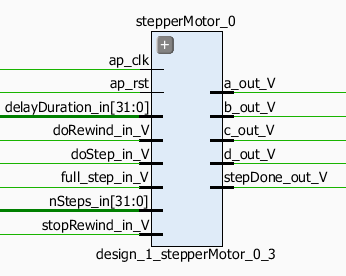 stepperMotor_0
+
ap_clk
ap_rst
delayDuration_in[31:0]
doRewind_in_V
doStep_in_V
full_step_in_V
nSteps_in[31:0]
stopRewind_in_V
a_out_V
b_out_V
c_out_V
d_out_V
stepDone_out_V
design_1_stepperMotor_0_3